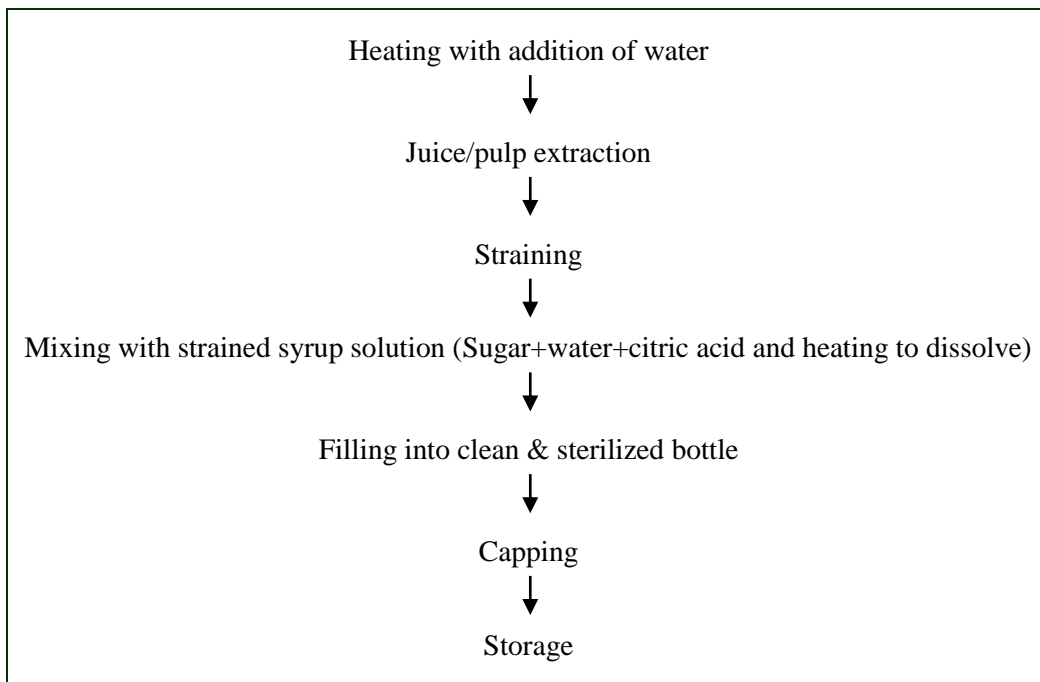 Heating with addition of water
Juice/pulp extraction
Straining
Mixing with strained syrup solution (Sugar+water+citric acid and heating to dissolve)
Filling into clean & sterilized bottle
Capping
Storage